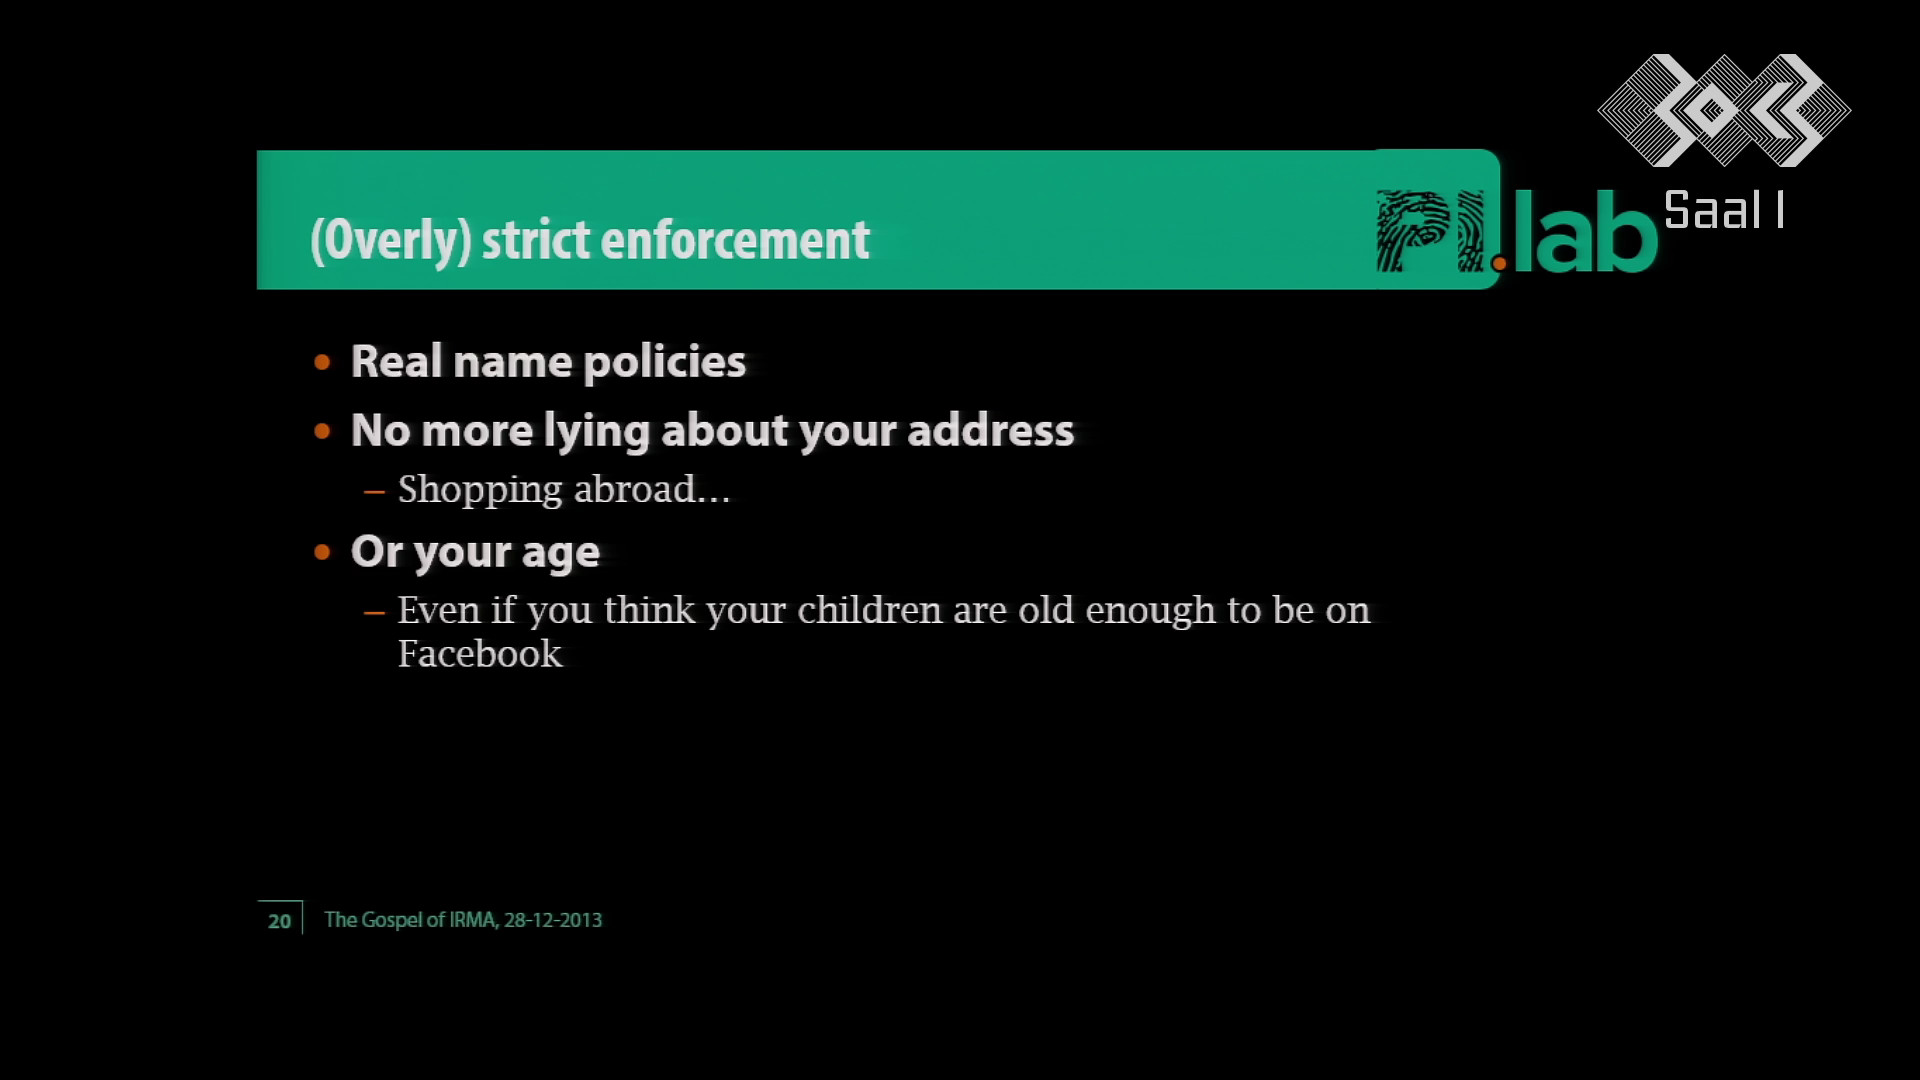 30C3
Saal 1
(Overly) strict enforcement
PI.lab
• Real name policies
• No more lying about your address
– Shopping abroad...
• Or your age
– Even if you think your children are old enough to be on
Facebook
20
The Gospel of IRMA, 28-12-2013